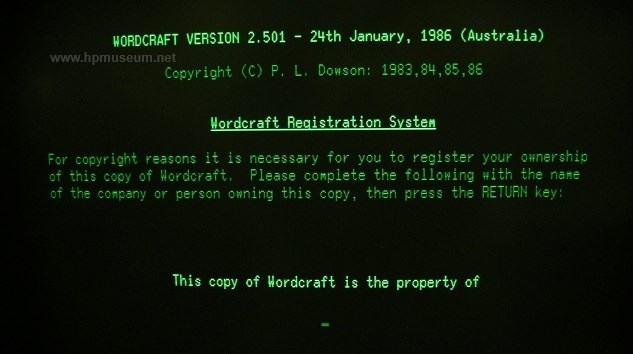 WORDCRAFT VERSION 2.501 - 24th January, 1986 (Australia)
www.hpmuseum.net
Copyright (C) P. L. Dowson: 1983,84,85,86
Wordcraft Registration System
For copyright reasons it is necessary for you to register your ownership
of this copy of Wordcraft.  Please complete the following with the name
of the company or person owning this copy, then press the RETURN key:
This copy of Wordcraft is the property of